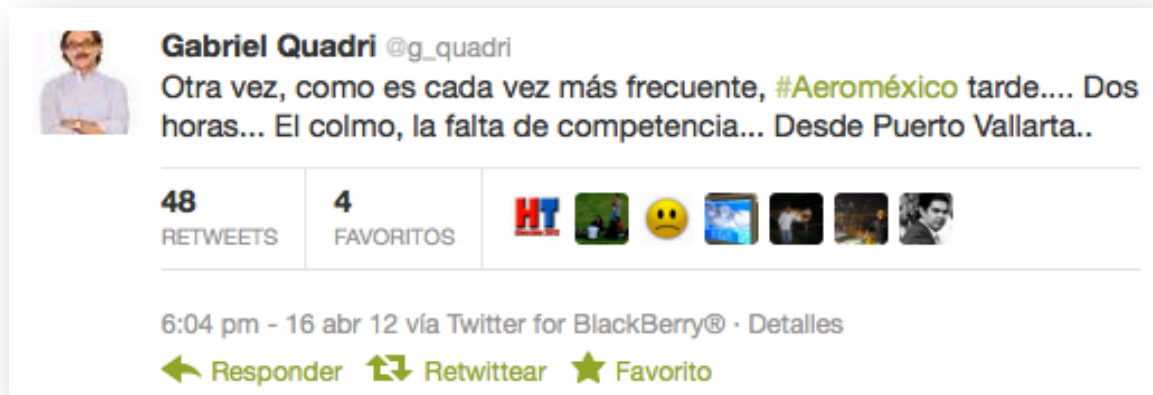 Gabriel Quadri @g_quadri
Otra vez, como es cada vez más frecuente, #Aeroméxico tarde.... Dos
horas... El colmo, la falta de competencia... Desde Puerto Vallarta..
48 4
RETWEETS FAVORITOS
HT
6:04 pm - 16 abr 12 vía Twitter for BlackBerry® · Detalles
Responder Retwittear Favorito